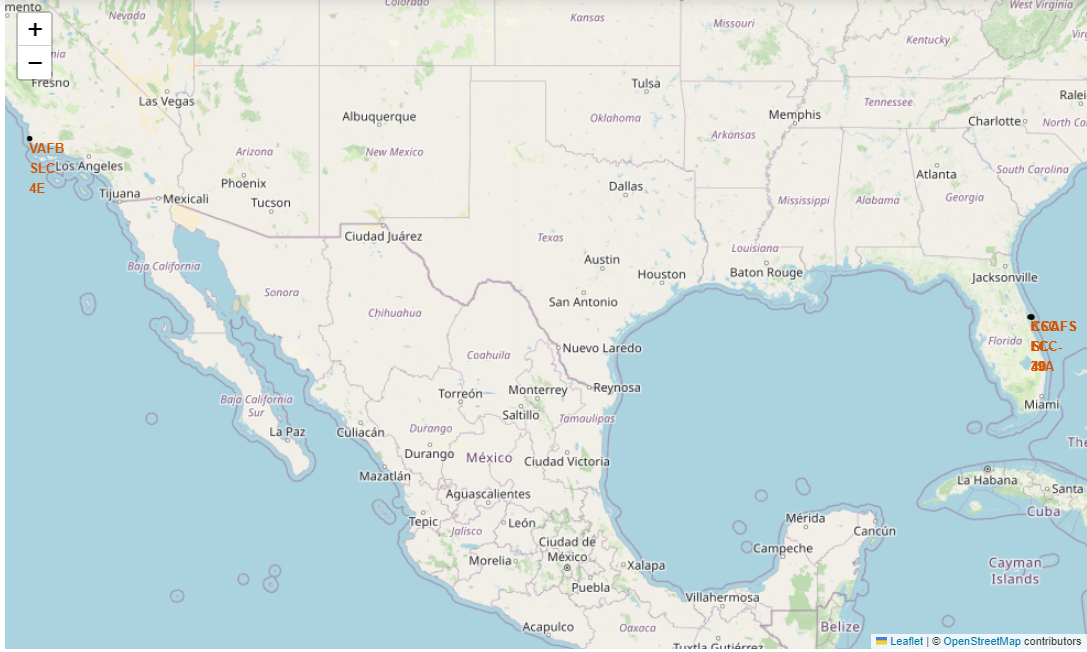 mento
Nevada
Colorado
Kansas
Missouri
West Virginia
+
−
Kentucky
Fresno
Las Vegas
Tulsa
Albuquerque
Oklahoma
Memphis
Tennessee
Charlotte
North Ca
Ralei
VAFB
SLC-
4E
Los Angeles
Arizona
New Mexico
Arkansas
Phoenix
Dallas
Atlanta
South Carolina
Tijuana
Mexicali
Tucson
Mississippi
Alabama
Georgia
Ciudad Juárez
Texas
Louisiana
Baja California
Austin
Houston
Baton Rouge
Jacksonville
Sonora
San Antonio
Chihuahua
Florida
Coahuila
Nuevo Laredo
Torreón
Monterrey
Reynosa
Baja California
Sur
Saltillo
Tamaulipas
Miami
La Paz
Culiacán
Durango
The
Durango
México
Ciudad Victoria
Mazatlán
La Habana
Santa
Aguascalientes
Cuba
Tepic
Jalisco
León
Mérida
Cancún
Ciudad de
México
Campeche
Morelia
Xalapa
Cayman
Islands
Puebla
Villahermosa
Acapulco
Oaxaca
Belize
Tuxtla Gutiérrez
Leaflet | © OpenStreetMap contributors